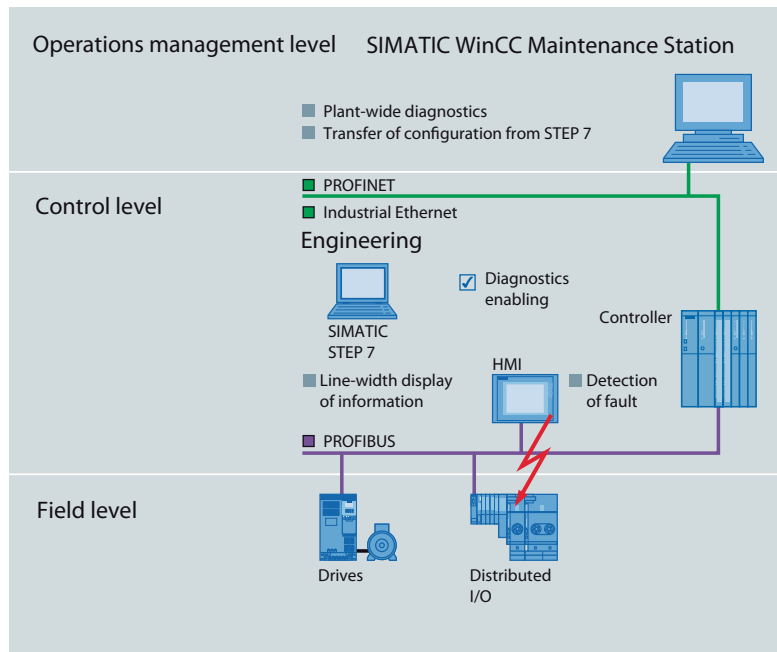 Operations management level
SIMATIC WinCC Maintenance Station
Plant-wide diagnostics
Transfer of configuration from STEP 7
Control level
PROFINET
Industrial Ethernet
Engineering
Diagnostics
enabling
SIMATIC
STEP 7
Controller
HMI
Line-width display
of information
Detection
of fault
PROFIBUS
Field level
Drives
Distributed
I/O